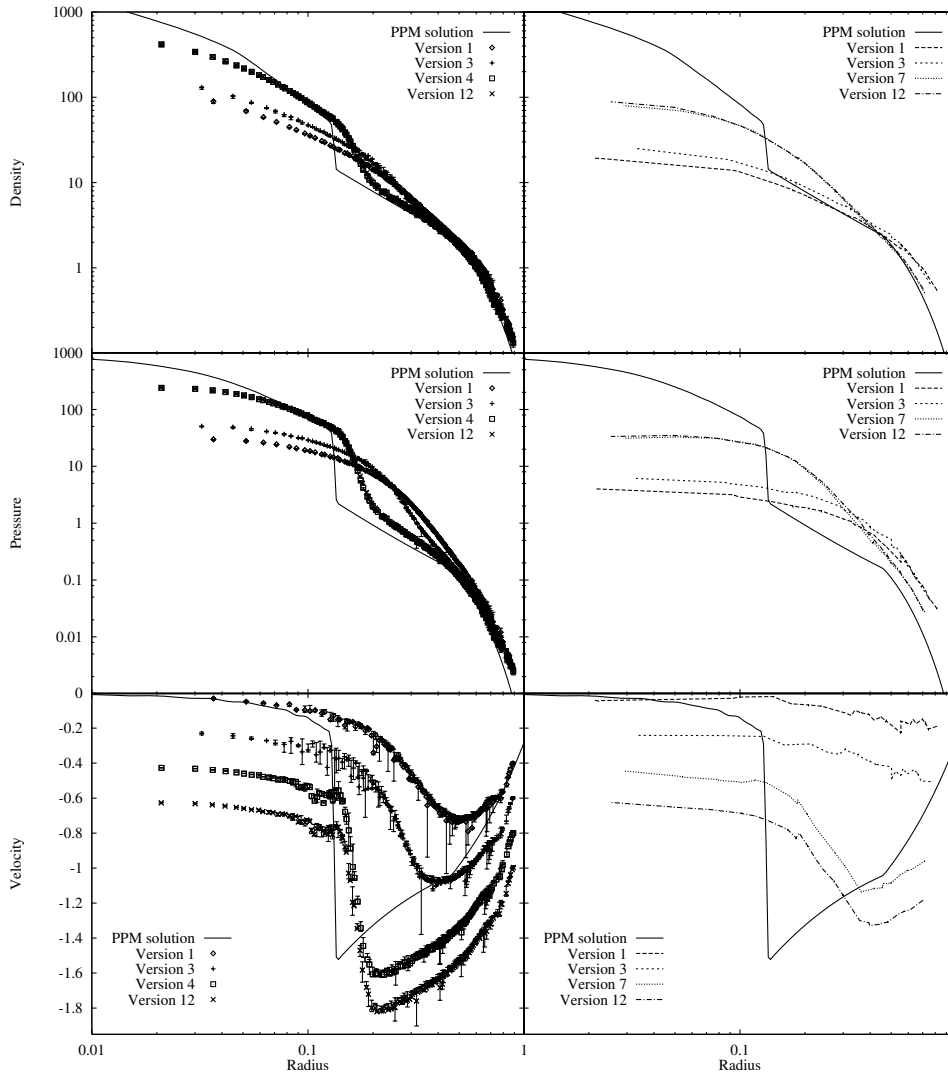 1000
100
10
1
Density
PPM solution
Version 1
Version 3
Version 4
Version 12
PPM solution
Version 1
Version 3
Version 7
Version 12
1000
100
10
1
0.1
0.01
0
Pressure
PPM solution
Version 1
Version 3
Version 4
Version 12
PPM solution
Version 1
Version 3
Version 7
Version 12
-0.2
-0.4
-0.6
-0.8
-1
-1.2
-1.4
-1.6
-1.8
Velocity
PPM solution
Version 1
Version 3
Version 4
Version 12
PPM solution
Version 1
Version 3
Version 7
Version 12
0.01
0.1
1
0.1
Radius
Radius